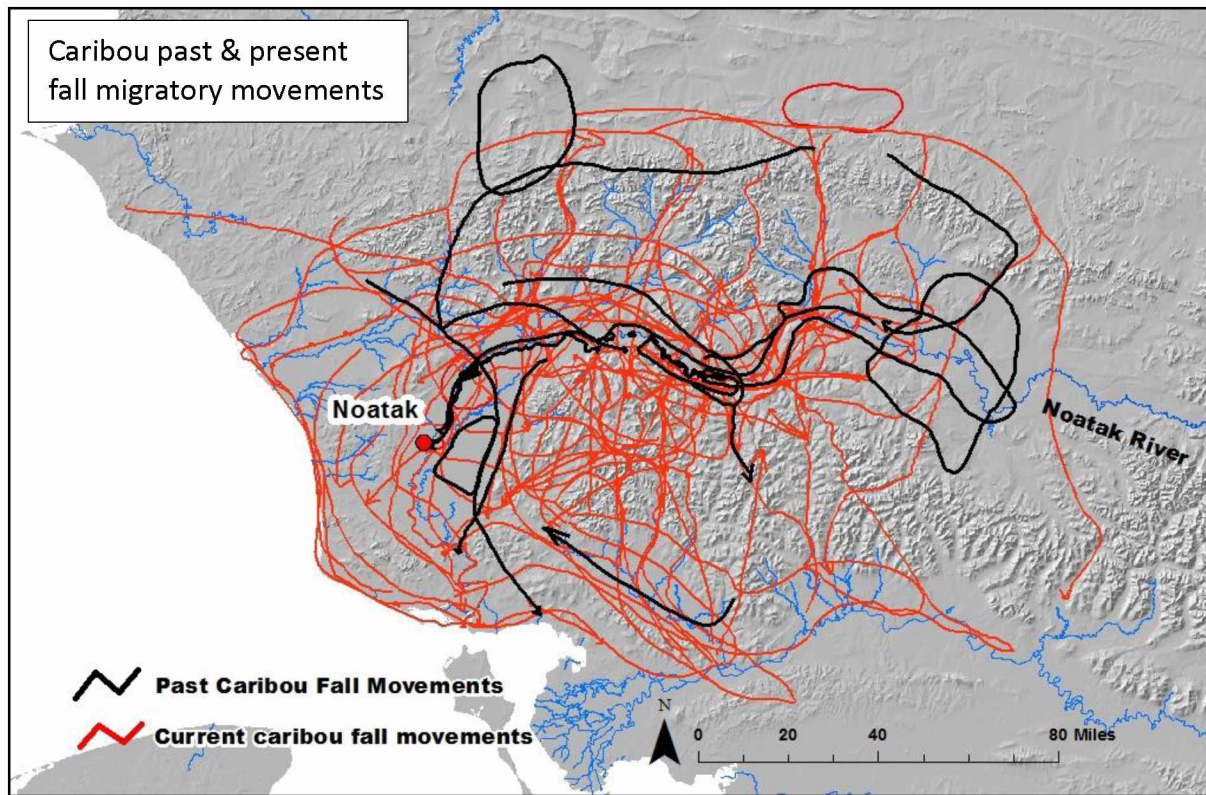 Caribou past & present
fall migratory movements
Noatak
Noatak River
Past Caribou Fall Movements
Current caribou fall movements
N
0 20 40 80 Miles